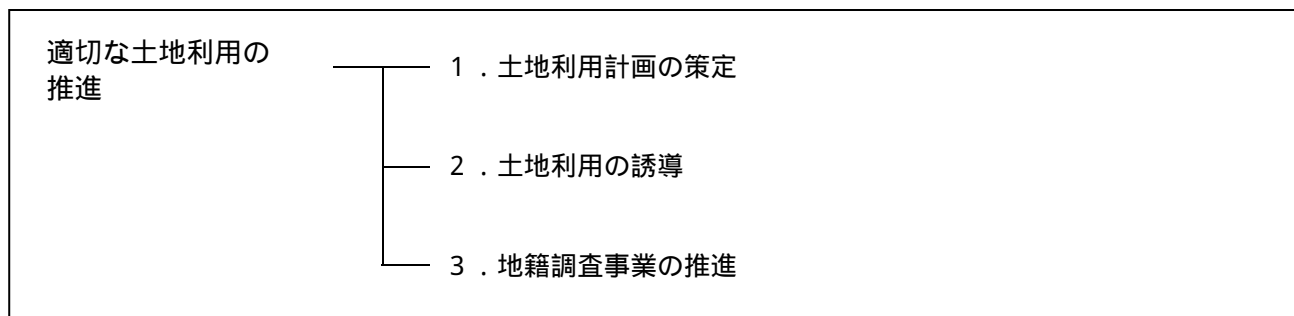 適切な土地利用の
推進
1 ．土地利用計画の策定
2 ．土地利用の誘導
3 ．地籍調査事業の推進